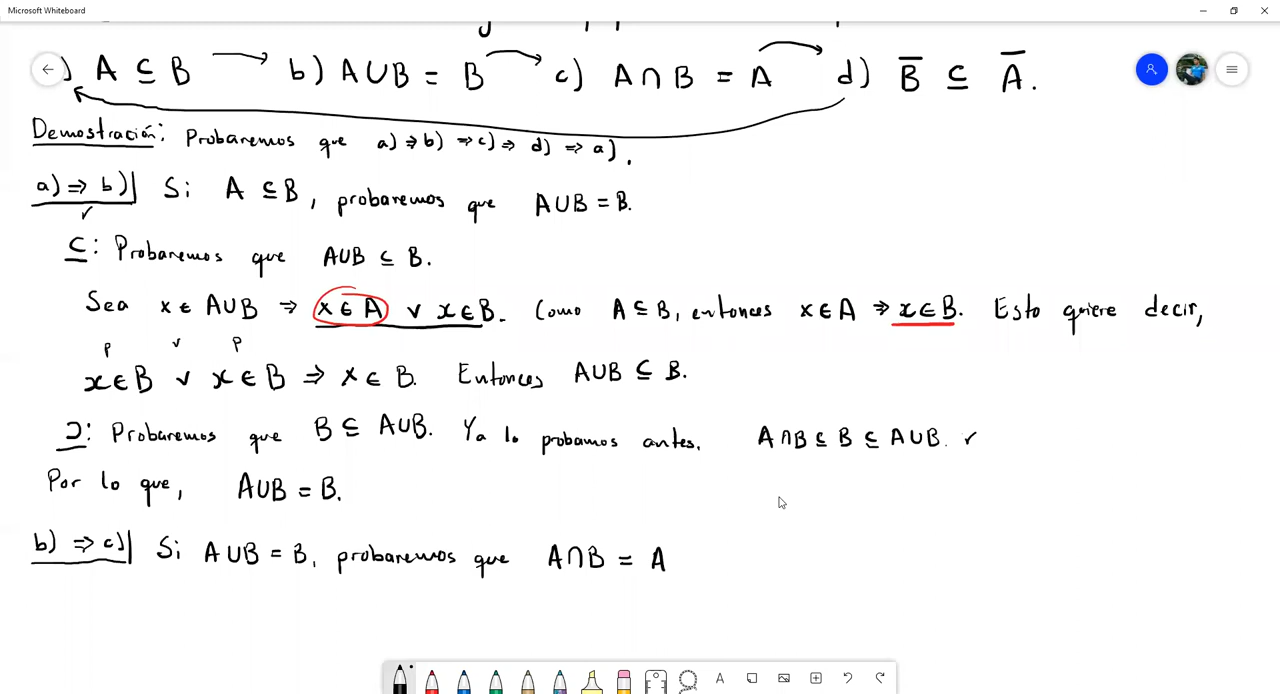 Microsoft Whiteboard
) A ⊆ B → b) A∪B = B → c) A∩B = A → d) B̅ ⊆ A̅.
Demostración: Probaremos que a)⇒b)⇒c)⇒ d) ⇒ a).
a) ⇒ b) Si A ⊆ B, probaremos que A∪B = B.
⊆: Probaremos que A∪B ⊆ B.
Sea x ∈ A∪B ⇒ x ∈ A ∨ x ∈ B. Como A ⊆ B, entonces x ∈ A ⇒ x ∈ B. Esto quiere decir,
p ∨ p
x ∈ B ∨ x ∈ B ⇒ x ∈ B. Entonces A∪B ⊆ B.
⊇: Probaremos que B ⊆ A∪B. Ya lo probamos antes. A∩B ⊆ B ⊆ A∪B. ✓
Por lo que, A∪B = B.
b) ⇒ c) Si A∪B = B, probaremos que A∩B = A